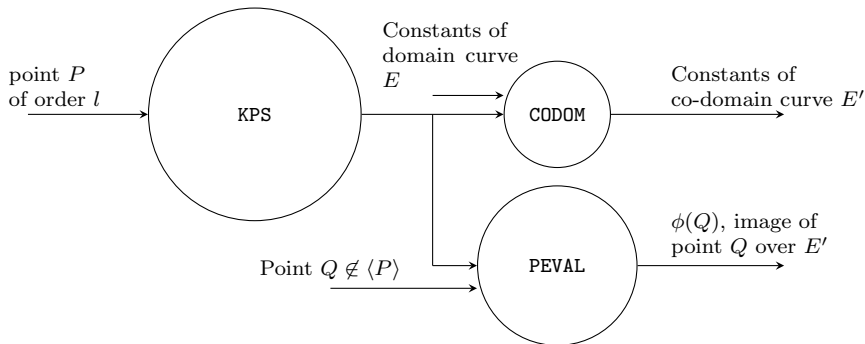 point P
of order l
KPS
Constants of
domain curve
E
CODOM
Constants of
co-domain curve E′
Point Q ∉ ⟨P⟩
PEVAL
ϕ(Q), image of
point Q over E′